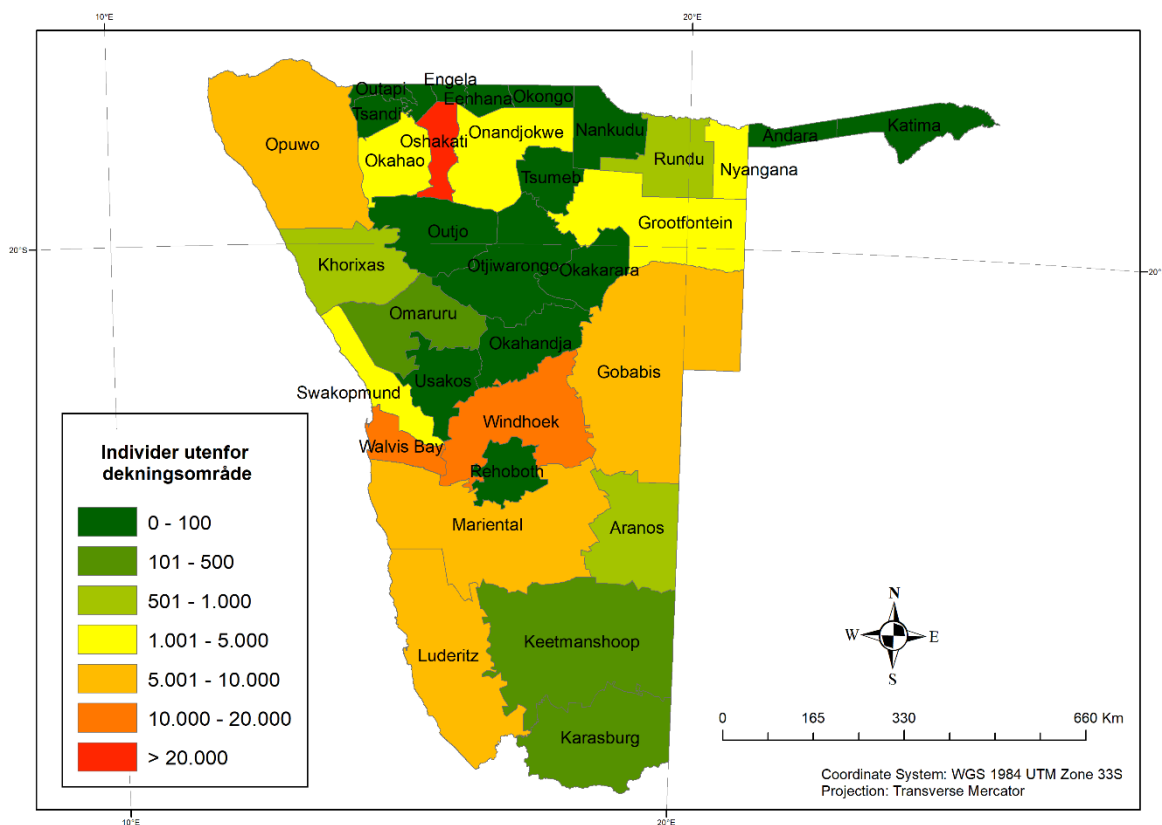 10°E
20°E
Engela
Outapi
Eenhana
Okongo
Tsandi
Oshakati
Onandjokwe
Nankudu
Andara
Katima
Opuwo
Okahao
Rundu
Nyangana
Tsumeb
Grootfontein
20°S
Outjo
20°
Khorixas
Otjiwarongo
Okakarara
Omaruru
Okahandja
Gobabis
Usakos
Swakopmund
Windhoek
Walvis Bay
Rehoboth
Mariental
Aranos
Keetmanshoop
Luderitz
Karasburg
Individer utenfor
dekningsområde
0 - 100
101 - 500
501 - 1.000
1.001 - 5.000
5.001 - 10.000
10.000 - 20.000
> 20.000
N
W
E
S
0 165 330 660 Km
Coordinate System: WGS 1984 UTM Zone 33S
Projection: Transverse Mercator
10°E
20°E